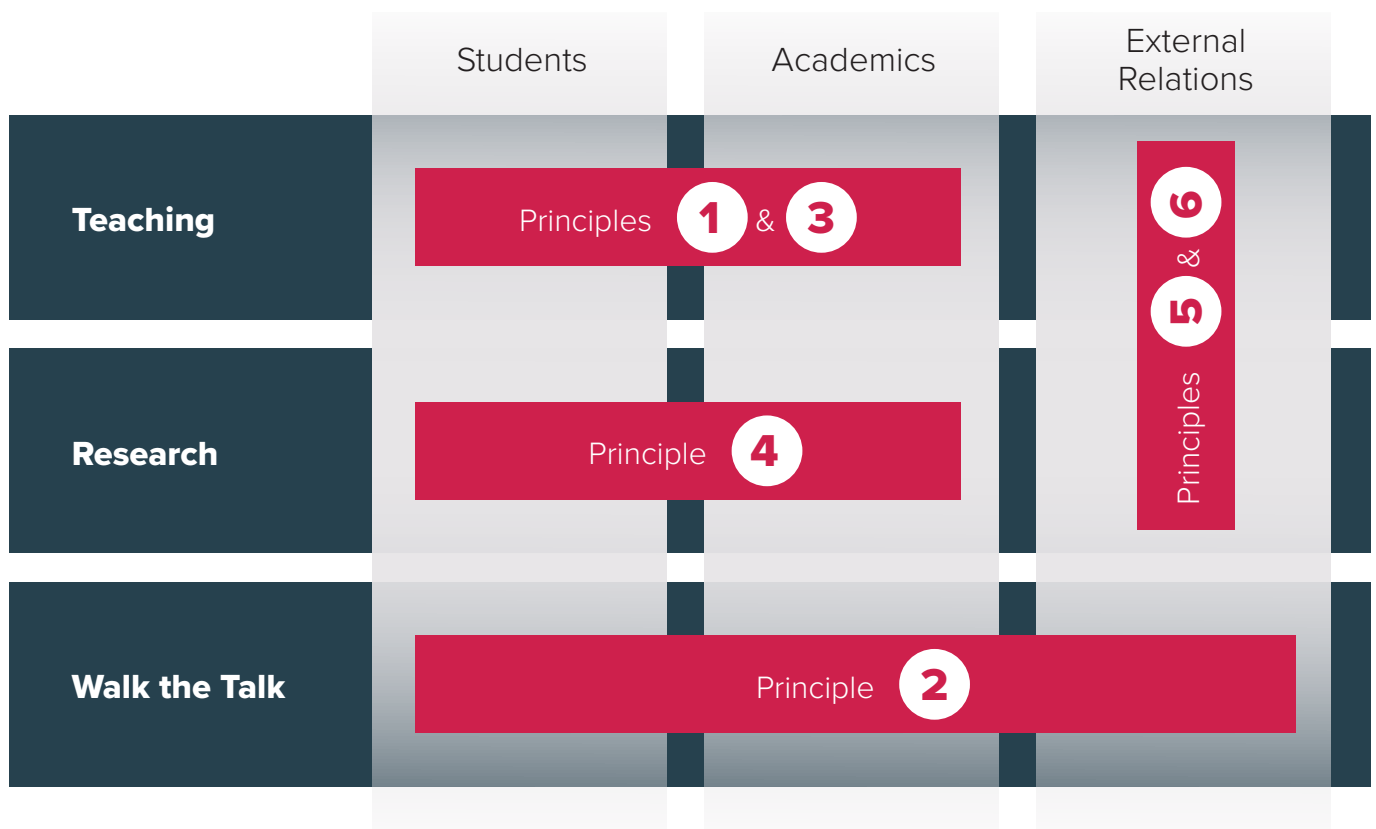 Students
Academics
External
Relations
Teaching
Principles 1 & 3
Principles 5 & 6
Research
Principle 4
Walk the Talk
Principle 2